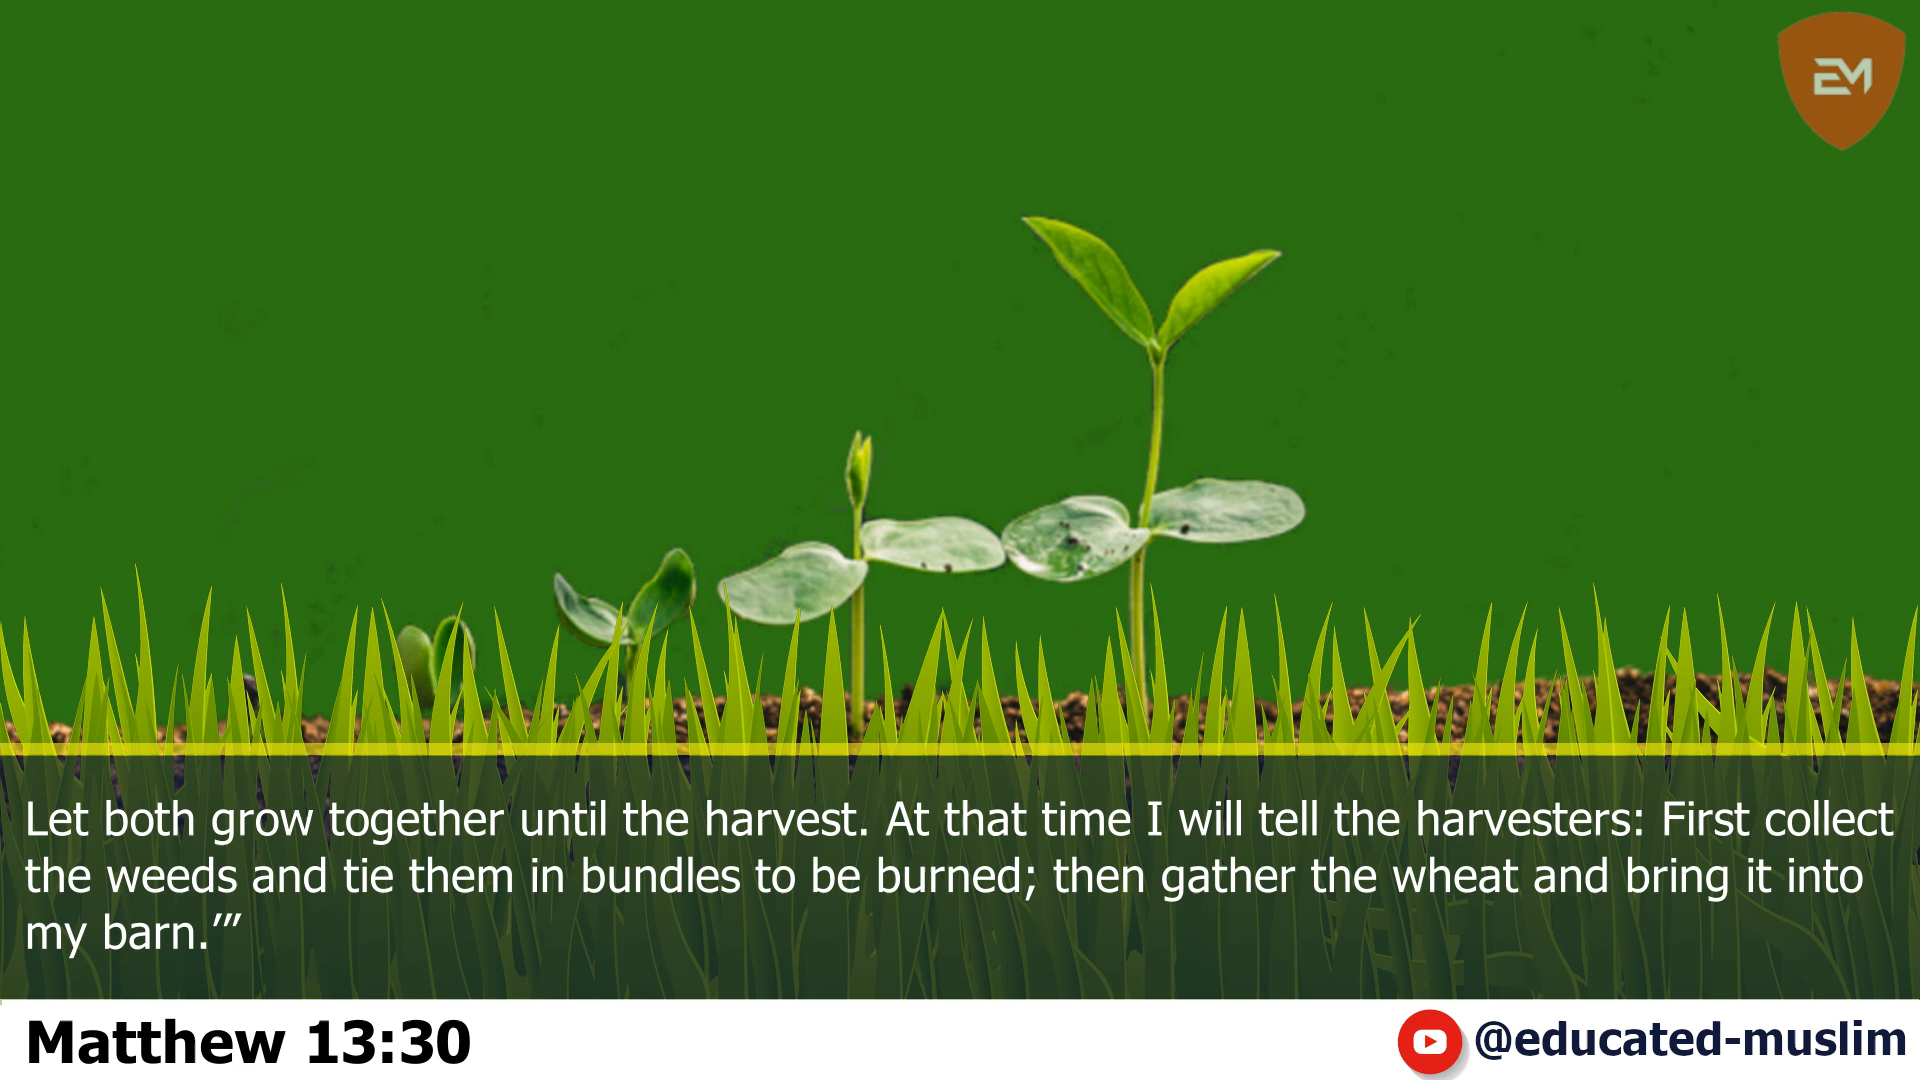 EM
Let both grow together until the harvest. At that time I will tell the harvesters: First collect
the weeds and tie them in bundles to be burned; then gather the wheat and bring it into
my barn.’”
Matthew 13:30
@educated-muslim